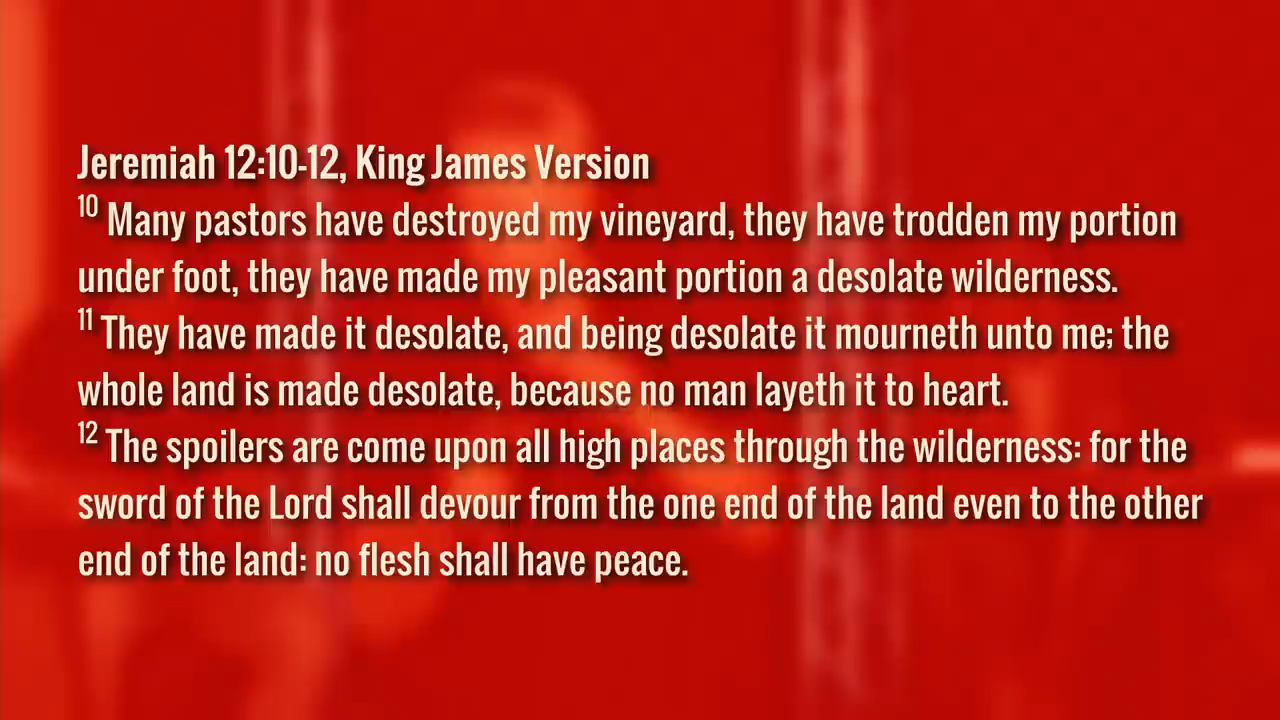 Jeremiah 12:10-12, King James Version
10 Many pastors have destroyed my vineyard, they have trodden my portion
under foot, they have made my pleasant portion a desolate wilderness.
11 They have made it desolate, and being desolate it mourneth unto me; the
whole land is made desolate, because no man layeth it to heart.
12 The spoilers are come upon all high places through the wilderness: for the
sword of the Lord shall devour from the one end of the land even to the other
end of the land: no flesh shall have peace.